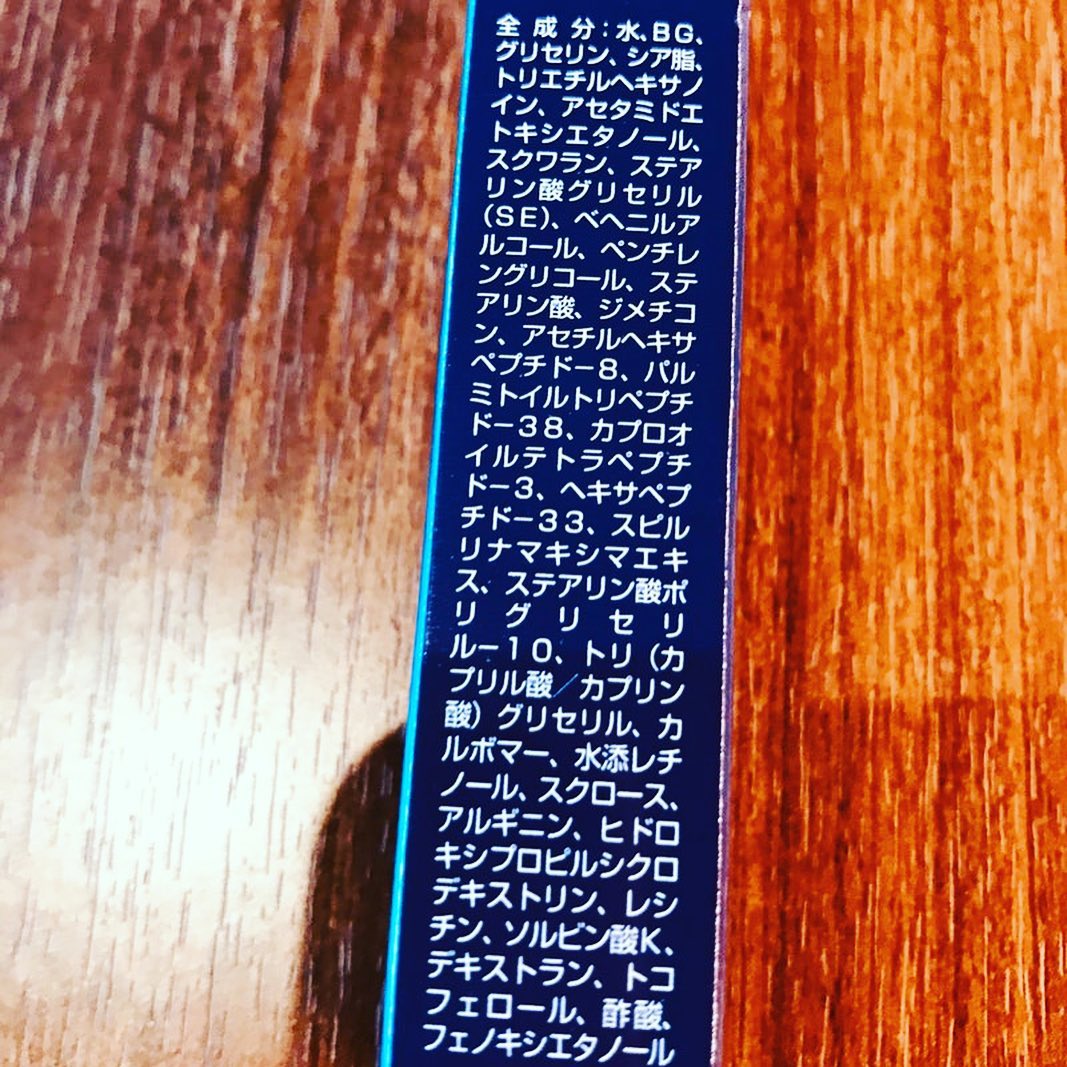 全成分：水、BG、
グリセリン、シア脂、
トリエチルヘキサノ
イン、アセタミドエ
トキシエタノール、
スクワラン、ステア
リン酸グリセリル
（SE）、ベヘニルア
ルコール、ペンチレ
ングリコール、ステ
アリン酸、ジメチコ
ン、アセチルヘキサ
ペプチド－8、パル
ミトイルトリペプチ
ド－38、カプロオ
イルテトラペプチ
ド－3、ヘキサペプ
チド－33、スピル
リナマキシマエキ
ス、ステアリン酸ポ
リグリセリ
ル－10、トリ（カ
プリル酸／カプリン
酸）グリセリル、カ
ルボマー、水添レチ
ノール、スクロース、
アルギニン、ヒドロ
キシプロピルシクロ
デキストリン、レシ
チン、ソルビン酸K、
デキストラン、トコ
フェロール、酢酸、
フェノキシエタノール